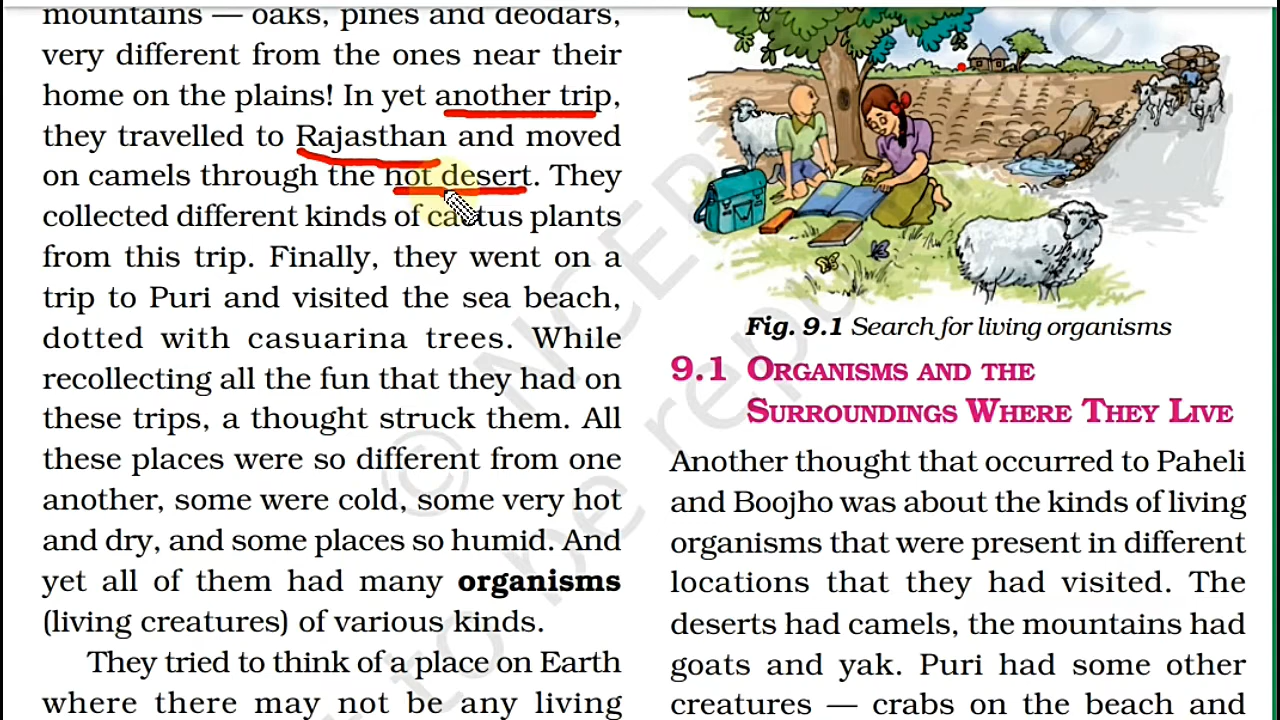 mountains — oaks, pines and deodars,
very different from the ones near their
home on the plains! In yet another trip,
they travelled to Rajasthan and moved
on camels through the hot desert. They
collected different kinds of cactus plants
from this trip. Finally, they went on a
trip to Puri and visited the sea beach,
dotted with casuarina trees. While
recollecting all the fun that they had on
these trips, a thought struck them. All
these places were so different from one
another, some were cold, some very hot
and dry, and some places so humid. And
yet all of them had many organisms
(living creatures) of various kinds.
They tried to think of a place on Earth
where there may not be any living
Fig. 9.1 Search for living organisms
9.1 ORGANISMS AND THE
SURROUNDINGS WHERE THEY LIVE
Another thought that occurred to Paheli
and Boojho was about the kinds of living
organisms that were present in different
locations that they had visited. The
deserts had camels, the mountains had
goats and yak. Puri had some other
creatures — crabs on the beach and
© NCERT
to be repu